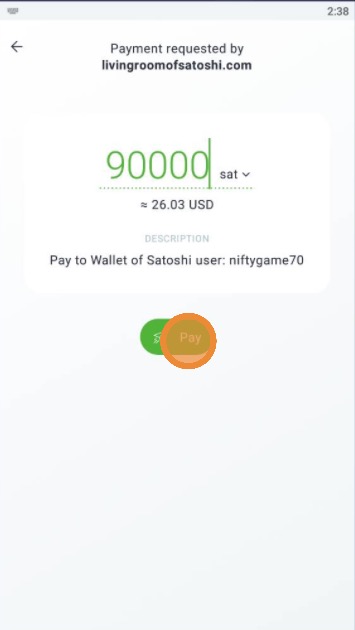 2:38
Payment requested by
livingroomofsatoshi.com
90000 sat
≈ 26.03 USD
DESCRIPTION
Pay to Wallet of Satoshi user: niftygame70
Pay